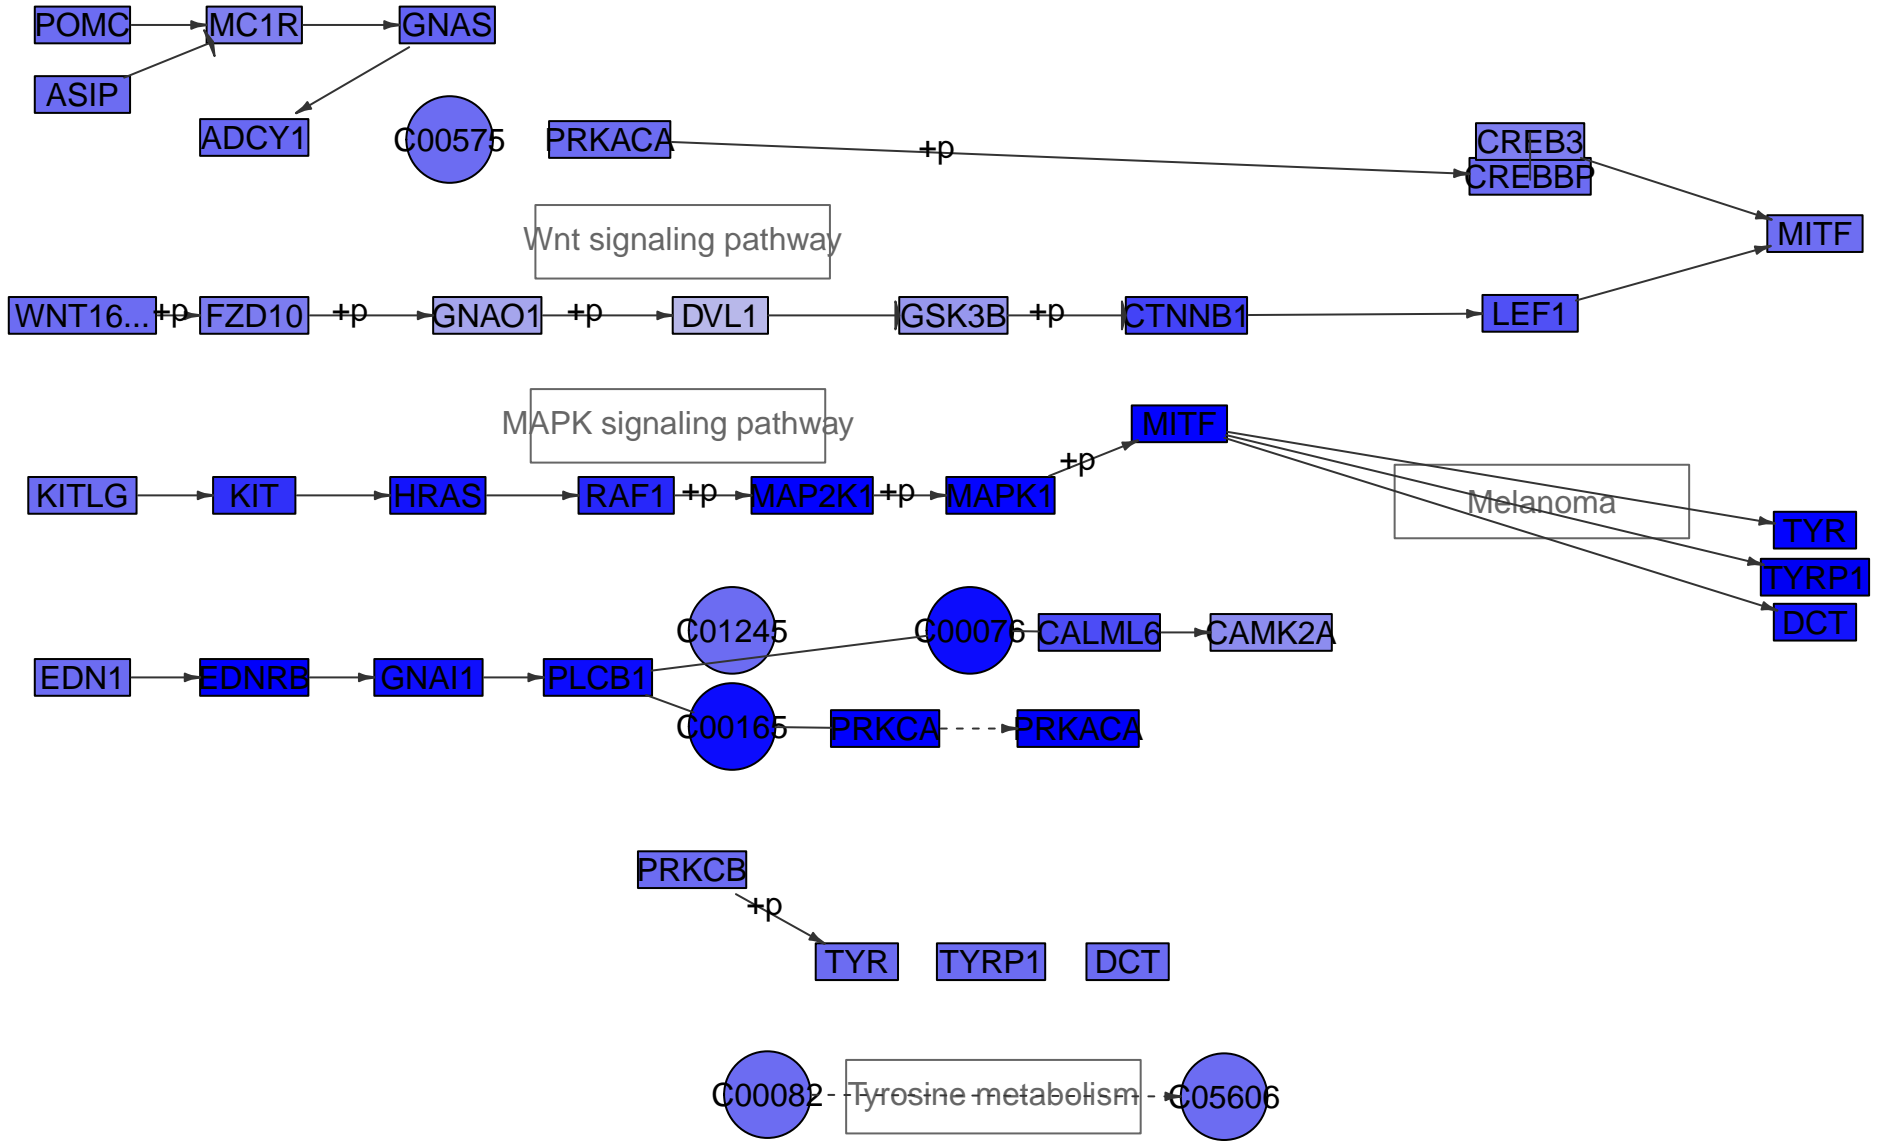 POMC MC1R GNAS
ASIP
ADCY1 C00575 PRKACA +p CREB3
CREBBP
Wnt signaling pathway MITF
WNT16... +p FZD10 +p GNAO1 +p DVL1 GSK3B +p CTNNB1 LEF1
MAPK signaling pathway MITF
+p
KITLG KIT HRAS RAF1 +p MAP2K1 +p MAPK1 Melanoma
TYR
TYRP1
DCT
C01245 C00076 CALML6 CAMK2A
EDN1 EDNRB GNAI1 PLCB1
C00165 PRKCA PRKACA
PRKCB
+p
TYR TYRP1 DCT
C00082 Tyrosine metabolism C05606